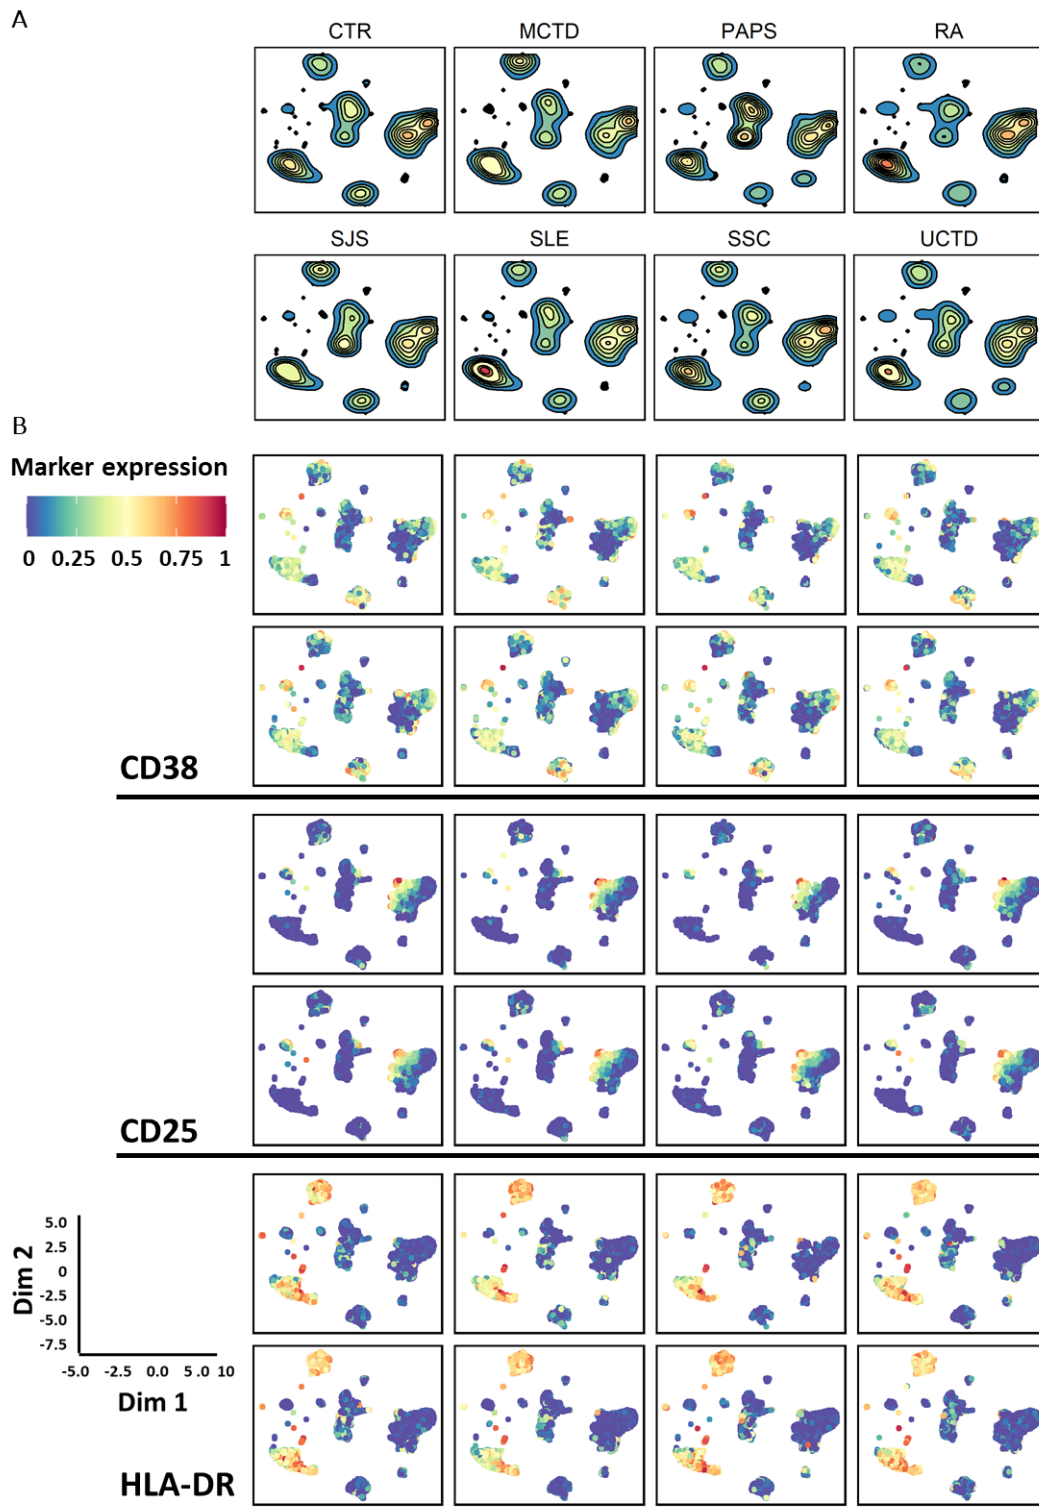 A
CTR MCTD PAPS RA
SJS SLE SSC UCTD
B
Marker expression
0 0.25 0.5 0.75 1
CD38
CD25
5.0
2.5
0
-2.5
-5.0
-7.5
Dim 2
-5.0 -2.5 0.0 5.0 10
Dim 1
HLA-DR